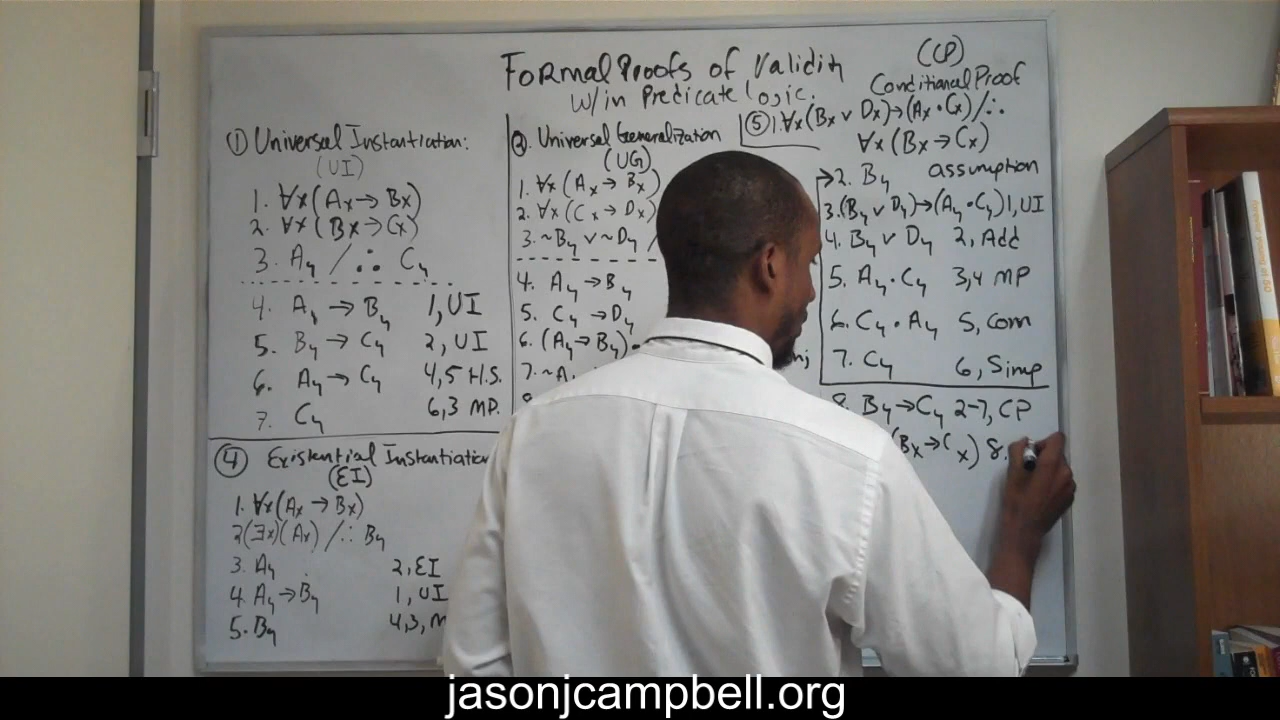 Formal Proofs of Validity
w/in Predicate logic.
(CP)
Conditional Proof
① Universal Instantiation:
(UI)
1. ∀x(Ax → Bx)
2. ∀x(Bx → Cx)
3. Ay / ∴ Cy
4. Ay → By 1, UI
5. By → Cy 2, UI
6. Ay → Cy 4,5 H.S.
7. Cy 6,3 MP.
④ Existential Instantiation
(EI)
1. ∀x(Ax → Bx)
2(∃x)(Ax) / ∴ By
3. Ay 2, EI
4. Ay → By 1, UI
5. By 4,3, M
Universal Generalization
(UG)
1. ∀x(Ax → Bx)
2. ∀x(Cx → Dx)
3. ~By ∨ ~Dy /
4. Ay → By
5. Cy → Dy
6. (Ay → By) •
7. ~A
⑤ 1. ∀x(Bx ∨ Dx) → (Ax • Cx) / ∴
∀x(Bx → Cx)
2. By assumption
3. (By ∨ Dy) → (Ay • Cy) 1, UI
4. By ∨ Dy 2, Add
5. Ay • Cy 3,4 MP
6. Cy • Ay 5, Com
7. Cy 6, Simp
8. By → Cy 2-7, CP
(Bx → Cx) 8.
jasonjcampbell.org